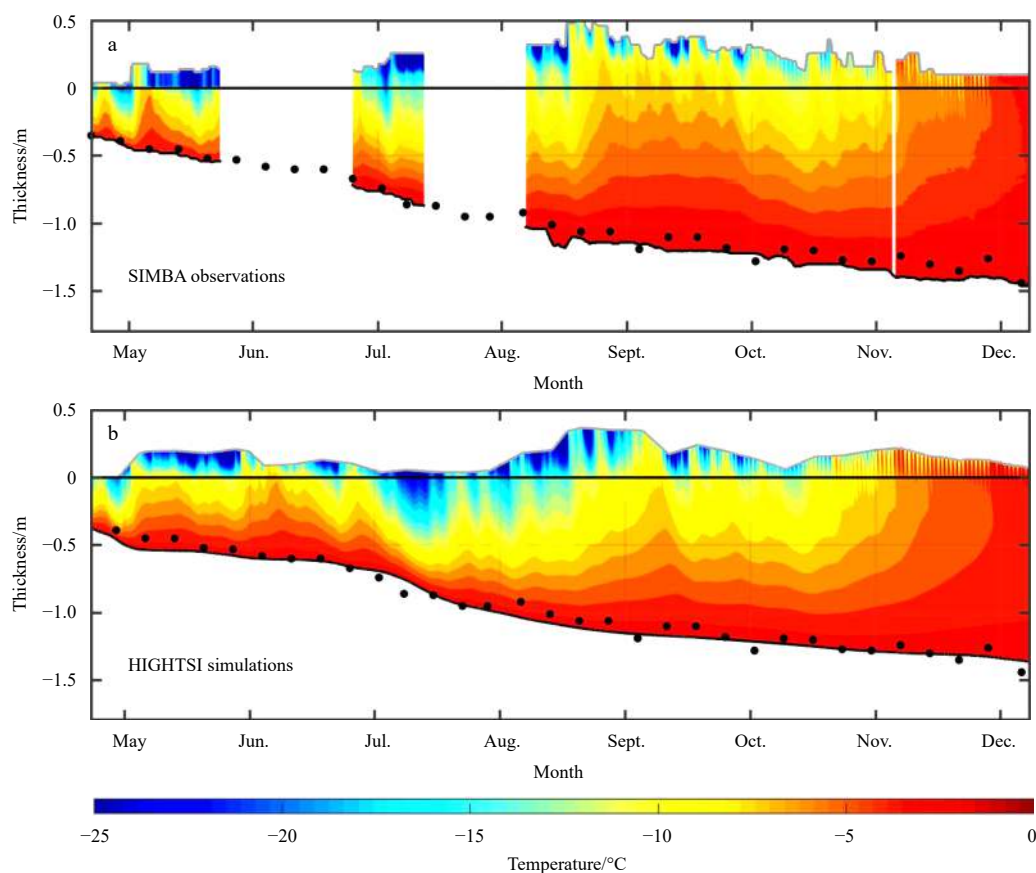 0.5
a
0
−0.5
−1.0
−1.5
Thickness/m
SIMBA observations
May Jun. Jul. Aug. Sept. Oct. Nov. Dec.
Month
0.5
b
0
−0.5
−1.0
−1.5
Thickness/m
HIGHTSI simulations
May Jun. Jul. Aug. Sept. Oct. Nov. Dec.
Month
−25 −20 −15 −10 −5 0
Temperature/°C